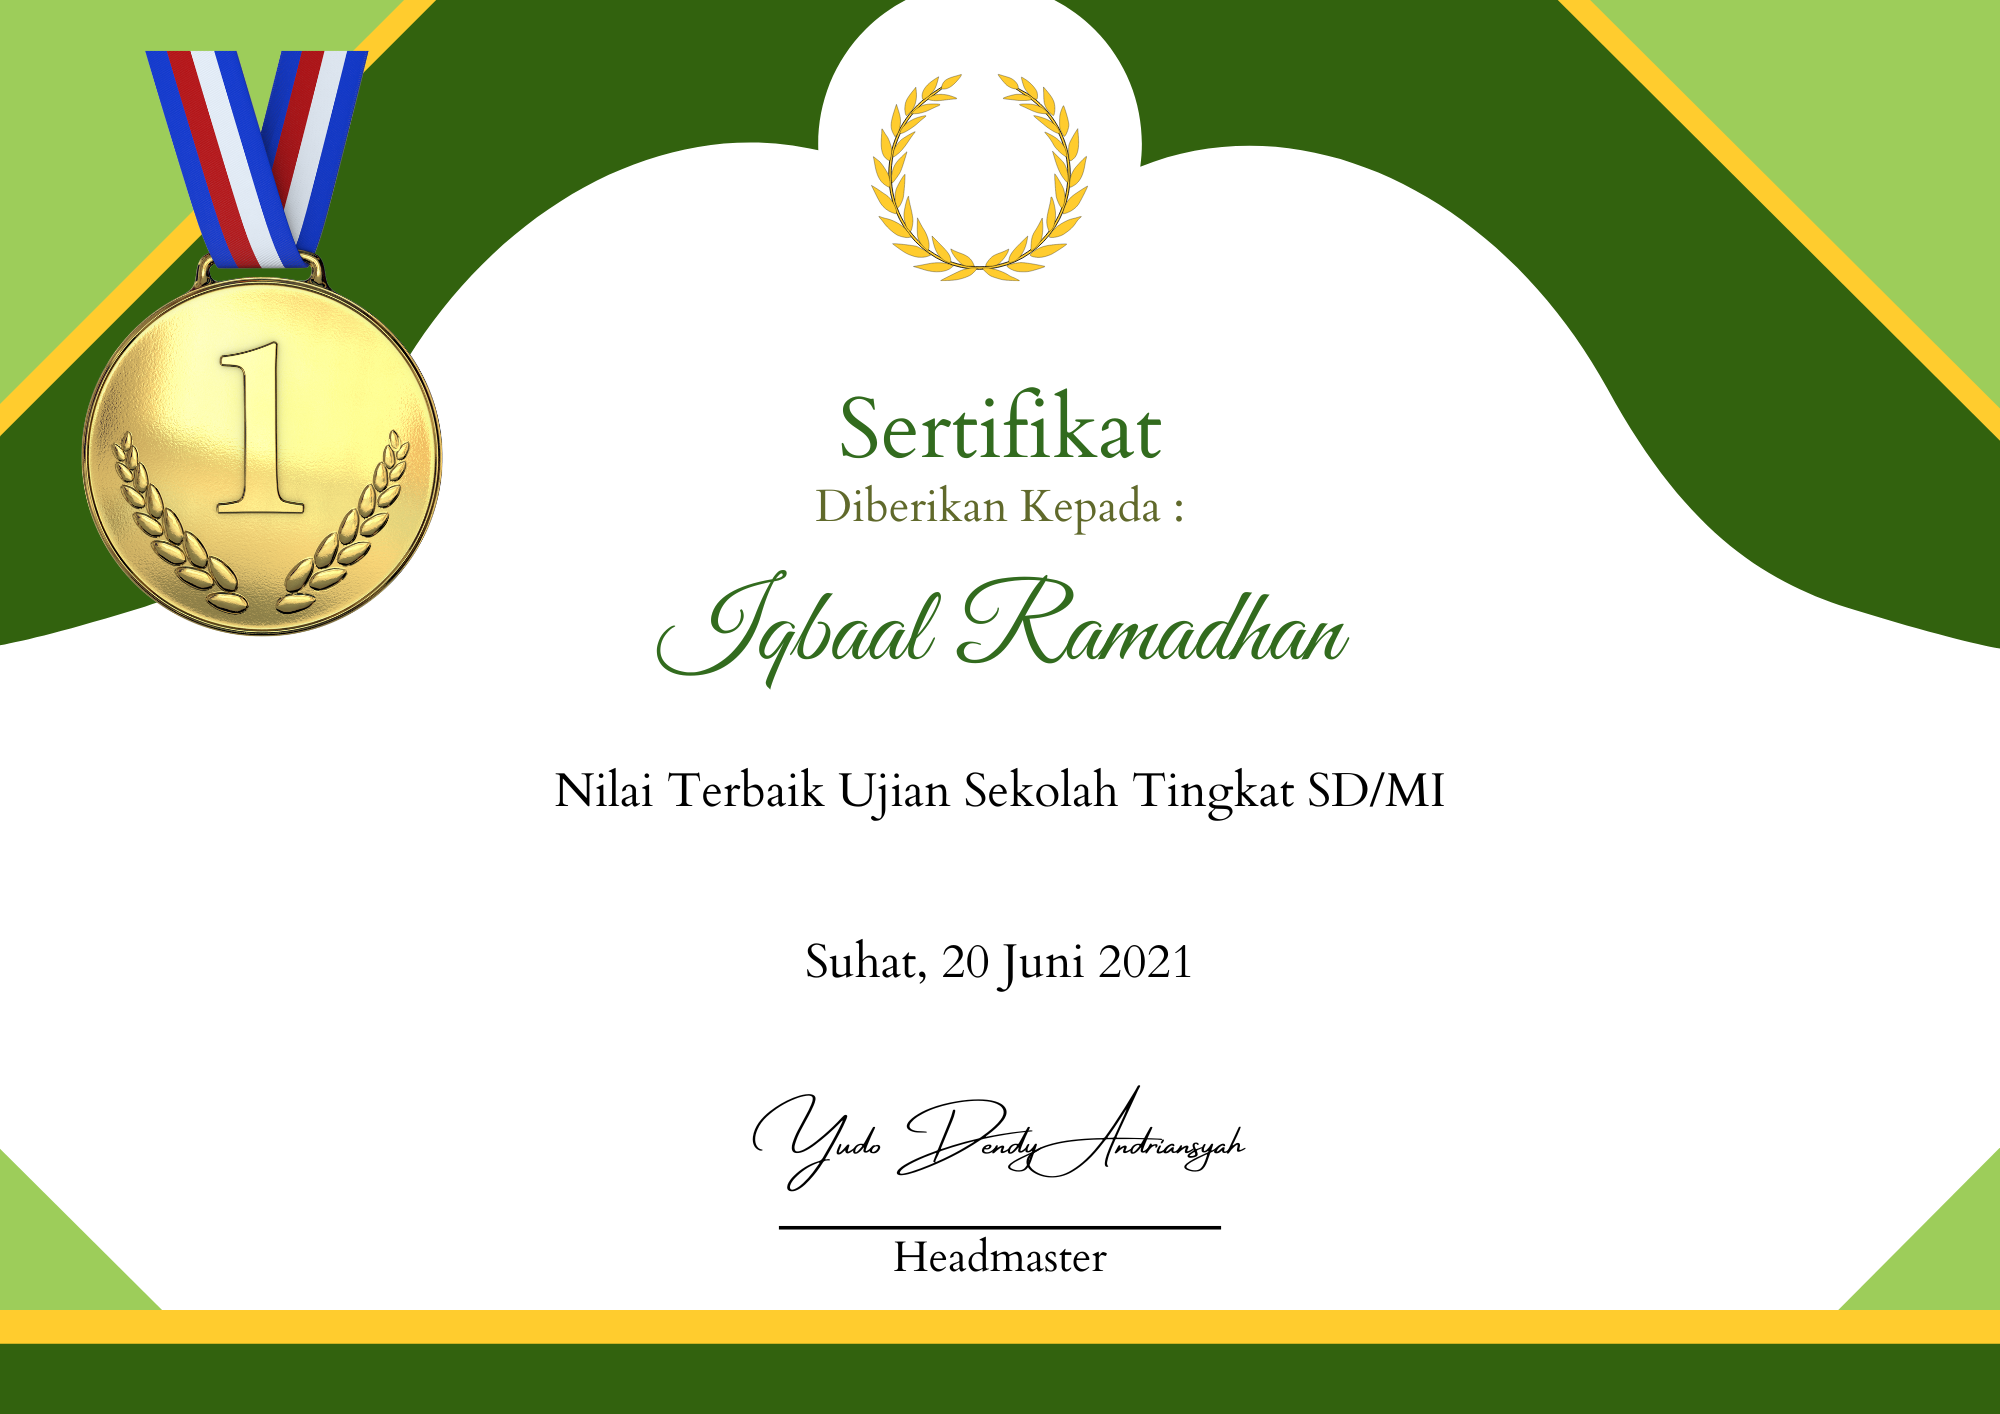 1
Sertifikat
Diberikan Kepada :
Iqbaal Ramadhan
Nilai Terbaik Ujian Sekolah Tingkat SD/MI
Suhat, 20 Juni 2021
Yudo Dendy Andriansyah
Headmaster